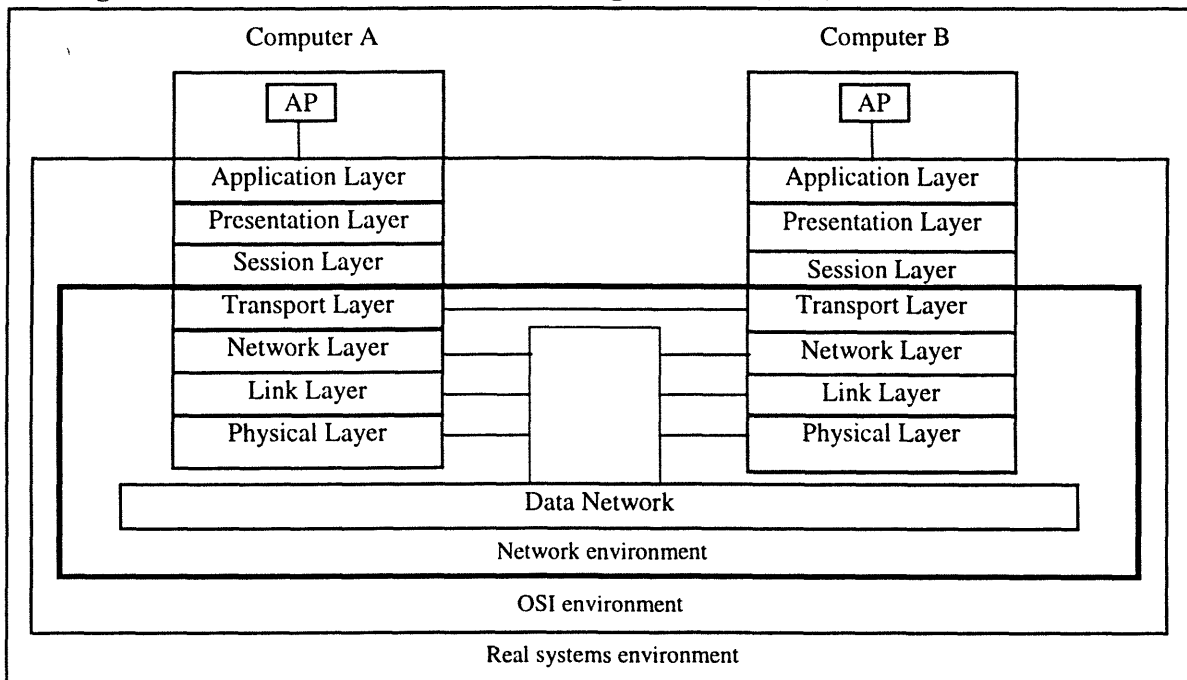 Computer A
Computer B
AP
AP
Application Layer
Application Layer
Presentation Layer
Presentation Layer
Session Layer
Session Layer
Transport Layer
Transport Layer
Network Layer
Network Layer
Link Layer
Link Layer
Physical Layer
Physical Layer
Data Network
Network environment
OSI environment
Real systems environment